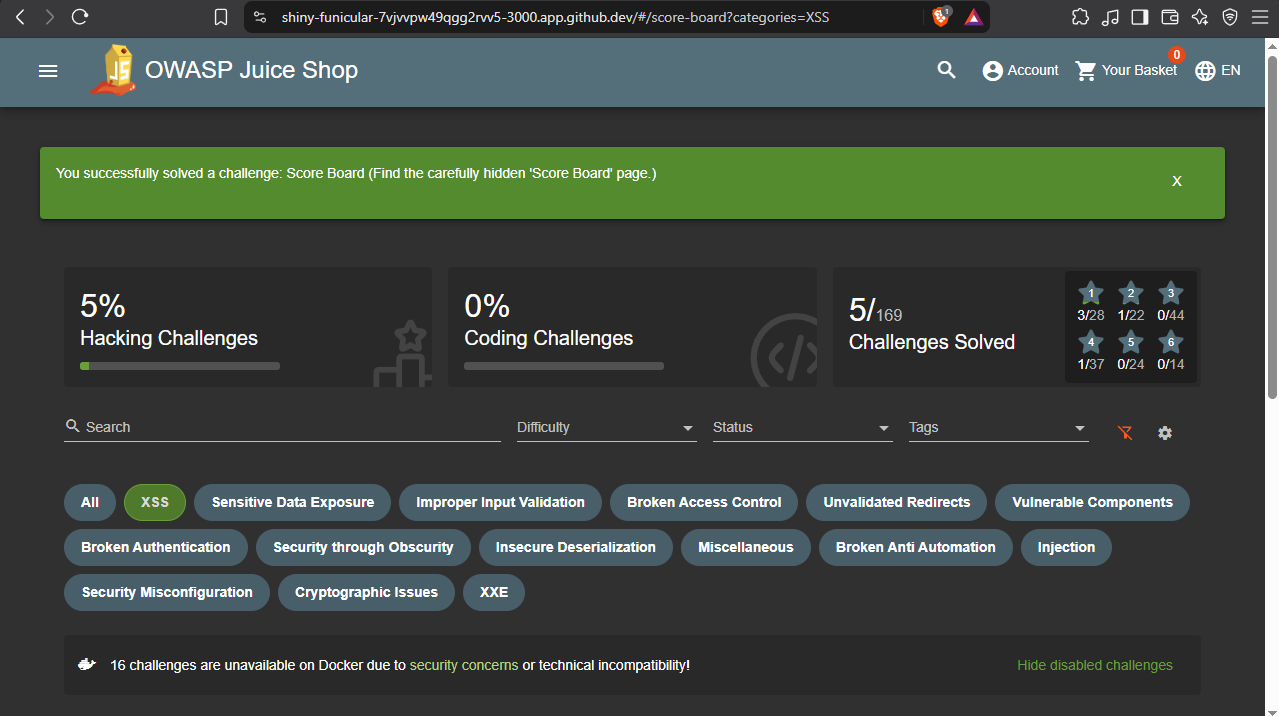 shiny-funicular-7vjvvpw49qgg2rvv5-3000.app.github.dev/#/score-board?categories=XSS
1
OWASP Juice Shop
Account
Your Basket
0
EN
You successfully solved a challenge: Score Board (Find the carefully hidden 'Score Board' page.)
X
5%
Hacking Challenges
0%
Coding Challenges
5/169
Challenges Solved
1 2 3
3/28 1/22 0/44
4 5 6
1/37 0/24 0/14
Search
Difficulty
Status
Tags
All XSS Sensitive Data Exposure Improper Input Validation Broken Access Control Unvalidated Redirects Vulnerable Components
Broken Authentication Security through Obscurity Insecure Deserialization Miscellaneous Broken Anti Automation Injection
Security Misconfiguration Cryptographic Issues XXE
16 challenges are unavailable on Docker due to security concerns or technical incompatibility!
Hide disabled challenges